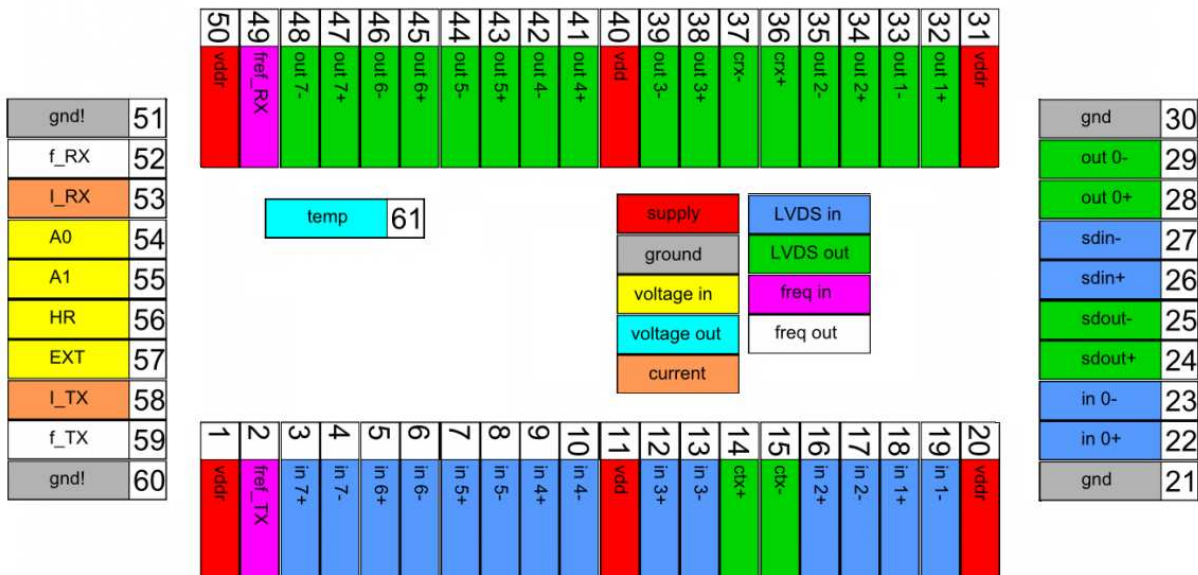 50 vddr
49 fref_RX
48 out 7-
47 out 7+
46 out 6-
45 out 6+
44 out 5-
43 out 5+
42 out 4-
41 out 4+
40 vdd
39 out 3-
38 out 3+
37 crx-
36 crx+
35 out 2-
34 out 2+
33 out 1-
32 out 1+
31 vddr
gnd! 51
f_RX 52
I_RX 53
A0 54
A1 55
HR 56
EXT 57
I_TX 58
f_TX 59
gnd! 60
temp 61
supply
ground
voltage in
voltage out
current
LVDS in
LVDS out
freq in
freq out
gnd 30
out 0- 29
out 0+ 28
sdin- 27
sdin+ 26
sdout- 25
sdout+ 24
in 0- 23
in 0+ 22
gnd 21
1 vddr
2 fref_TX
3 in 7+
4 in 7-
5 in 6+
6 in 6-
7 in 5+
8 in 5-
9 in 4+
10 in 4-
11 vdd
12 in 3+
13 in 3-
14 ctx+
15 ctx-
16 in 2+
17 in 2-
18 in 1+
19 in 1-
20 vddr